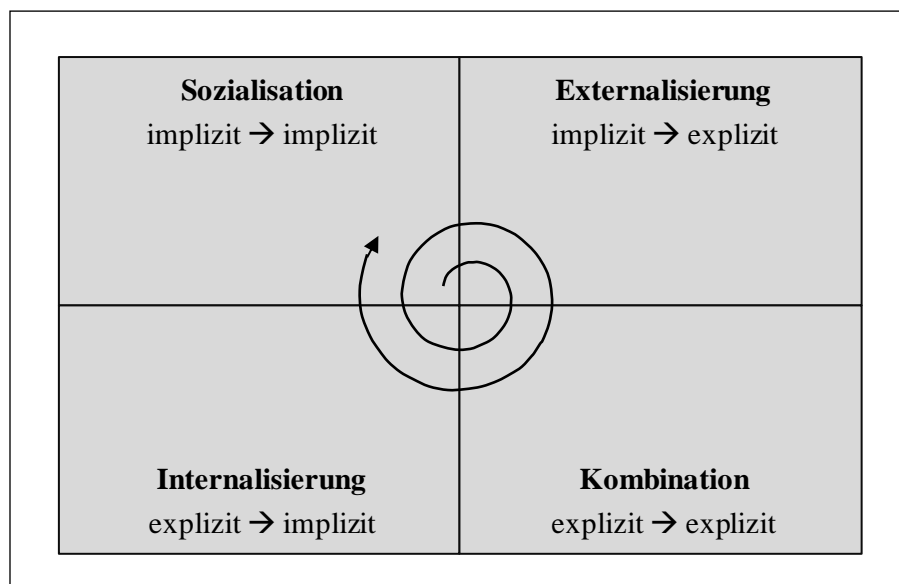 Sozialisation
implizit → implizit
Externalisierung
implizit → explizit
Internalisierung
explizit → implizit
Kombination
explizit → explizit